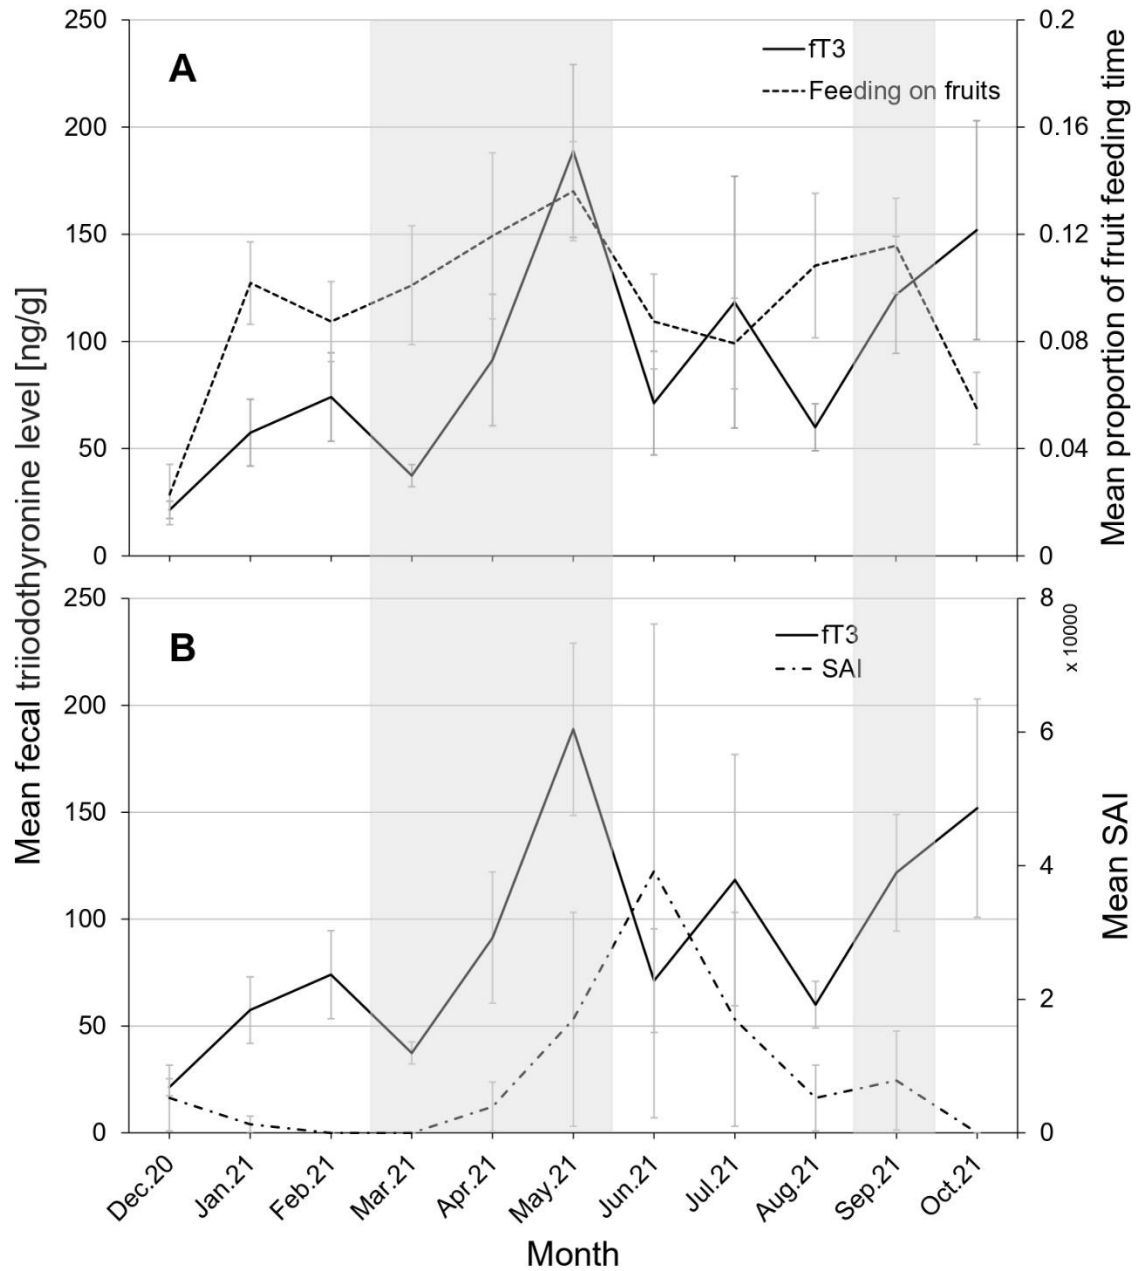 A
fT3
Feeding on fruits
250
200
150
100
50
0
0.2
0.16
0.12
0.08
0.04
0
Mean proportion of fruit feeding time
Mean fecal triiodothyronine level [ng/g]
B
fT3
SAI
250
200
150
100
50
0
8
6
4
2
0
x 10000
Mean SAI
Dec.20
Jan.21
Feb.21
Mar.21
Apr.21
May.21
Jun.21
Jul.21
Aug.21
Sep.21
Oct.21
Month